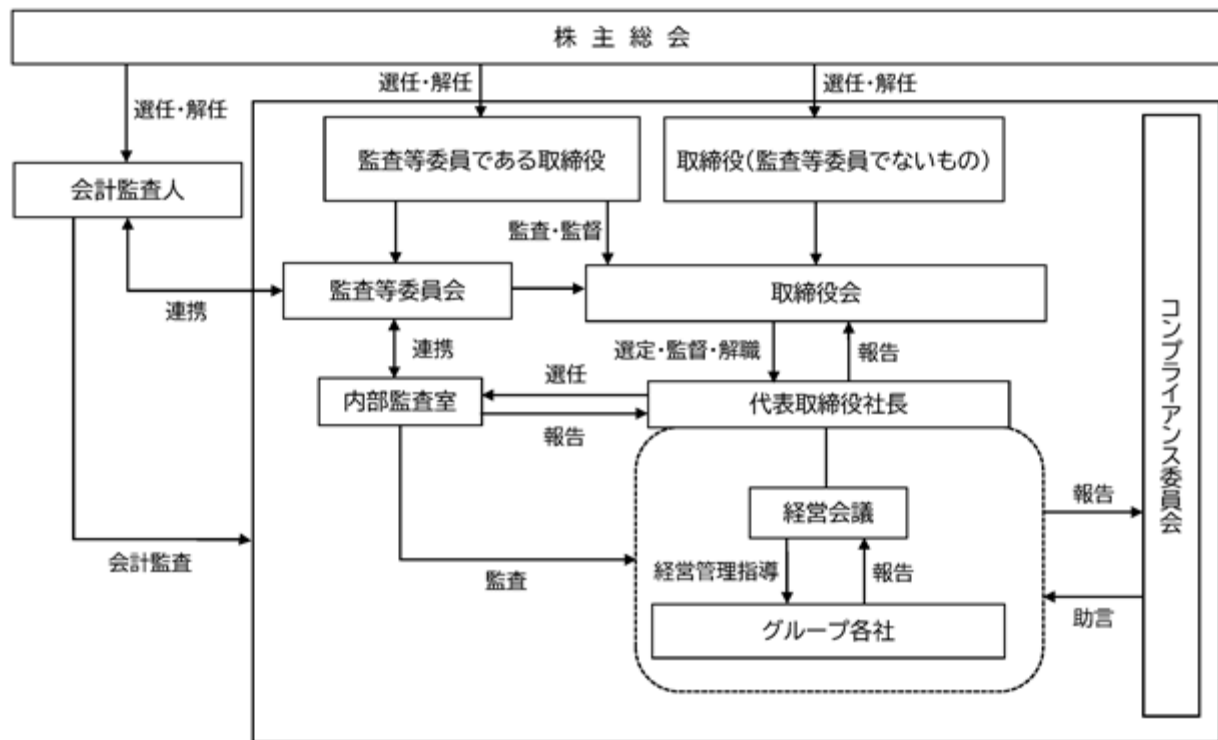 株主総会
選任・解任
選任・解任
選任・解任
監査等委員である取締役
取締役（監査等委員でないもの）
会計監査人
監査・監督
監査等委員会
取締役会
連携
連携
選定・監督・解職
報告
選任
内部監査室
代表取締役社長
報告
コンプライアンス委員会
経営会議
報告
会計監査
監査
経営管理指導
報告
助言
グループ各社